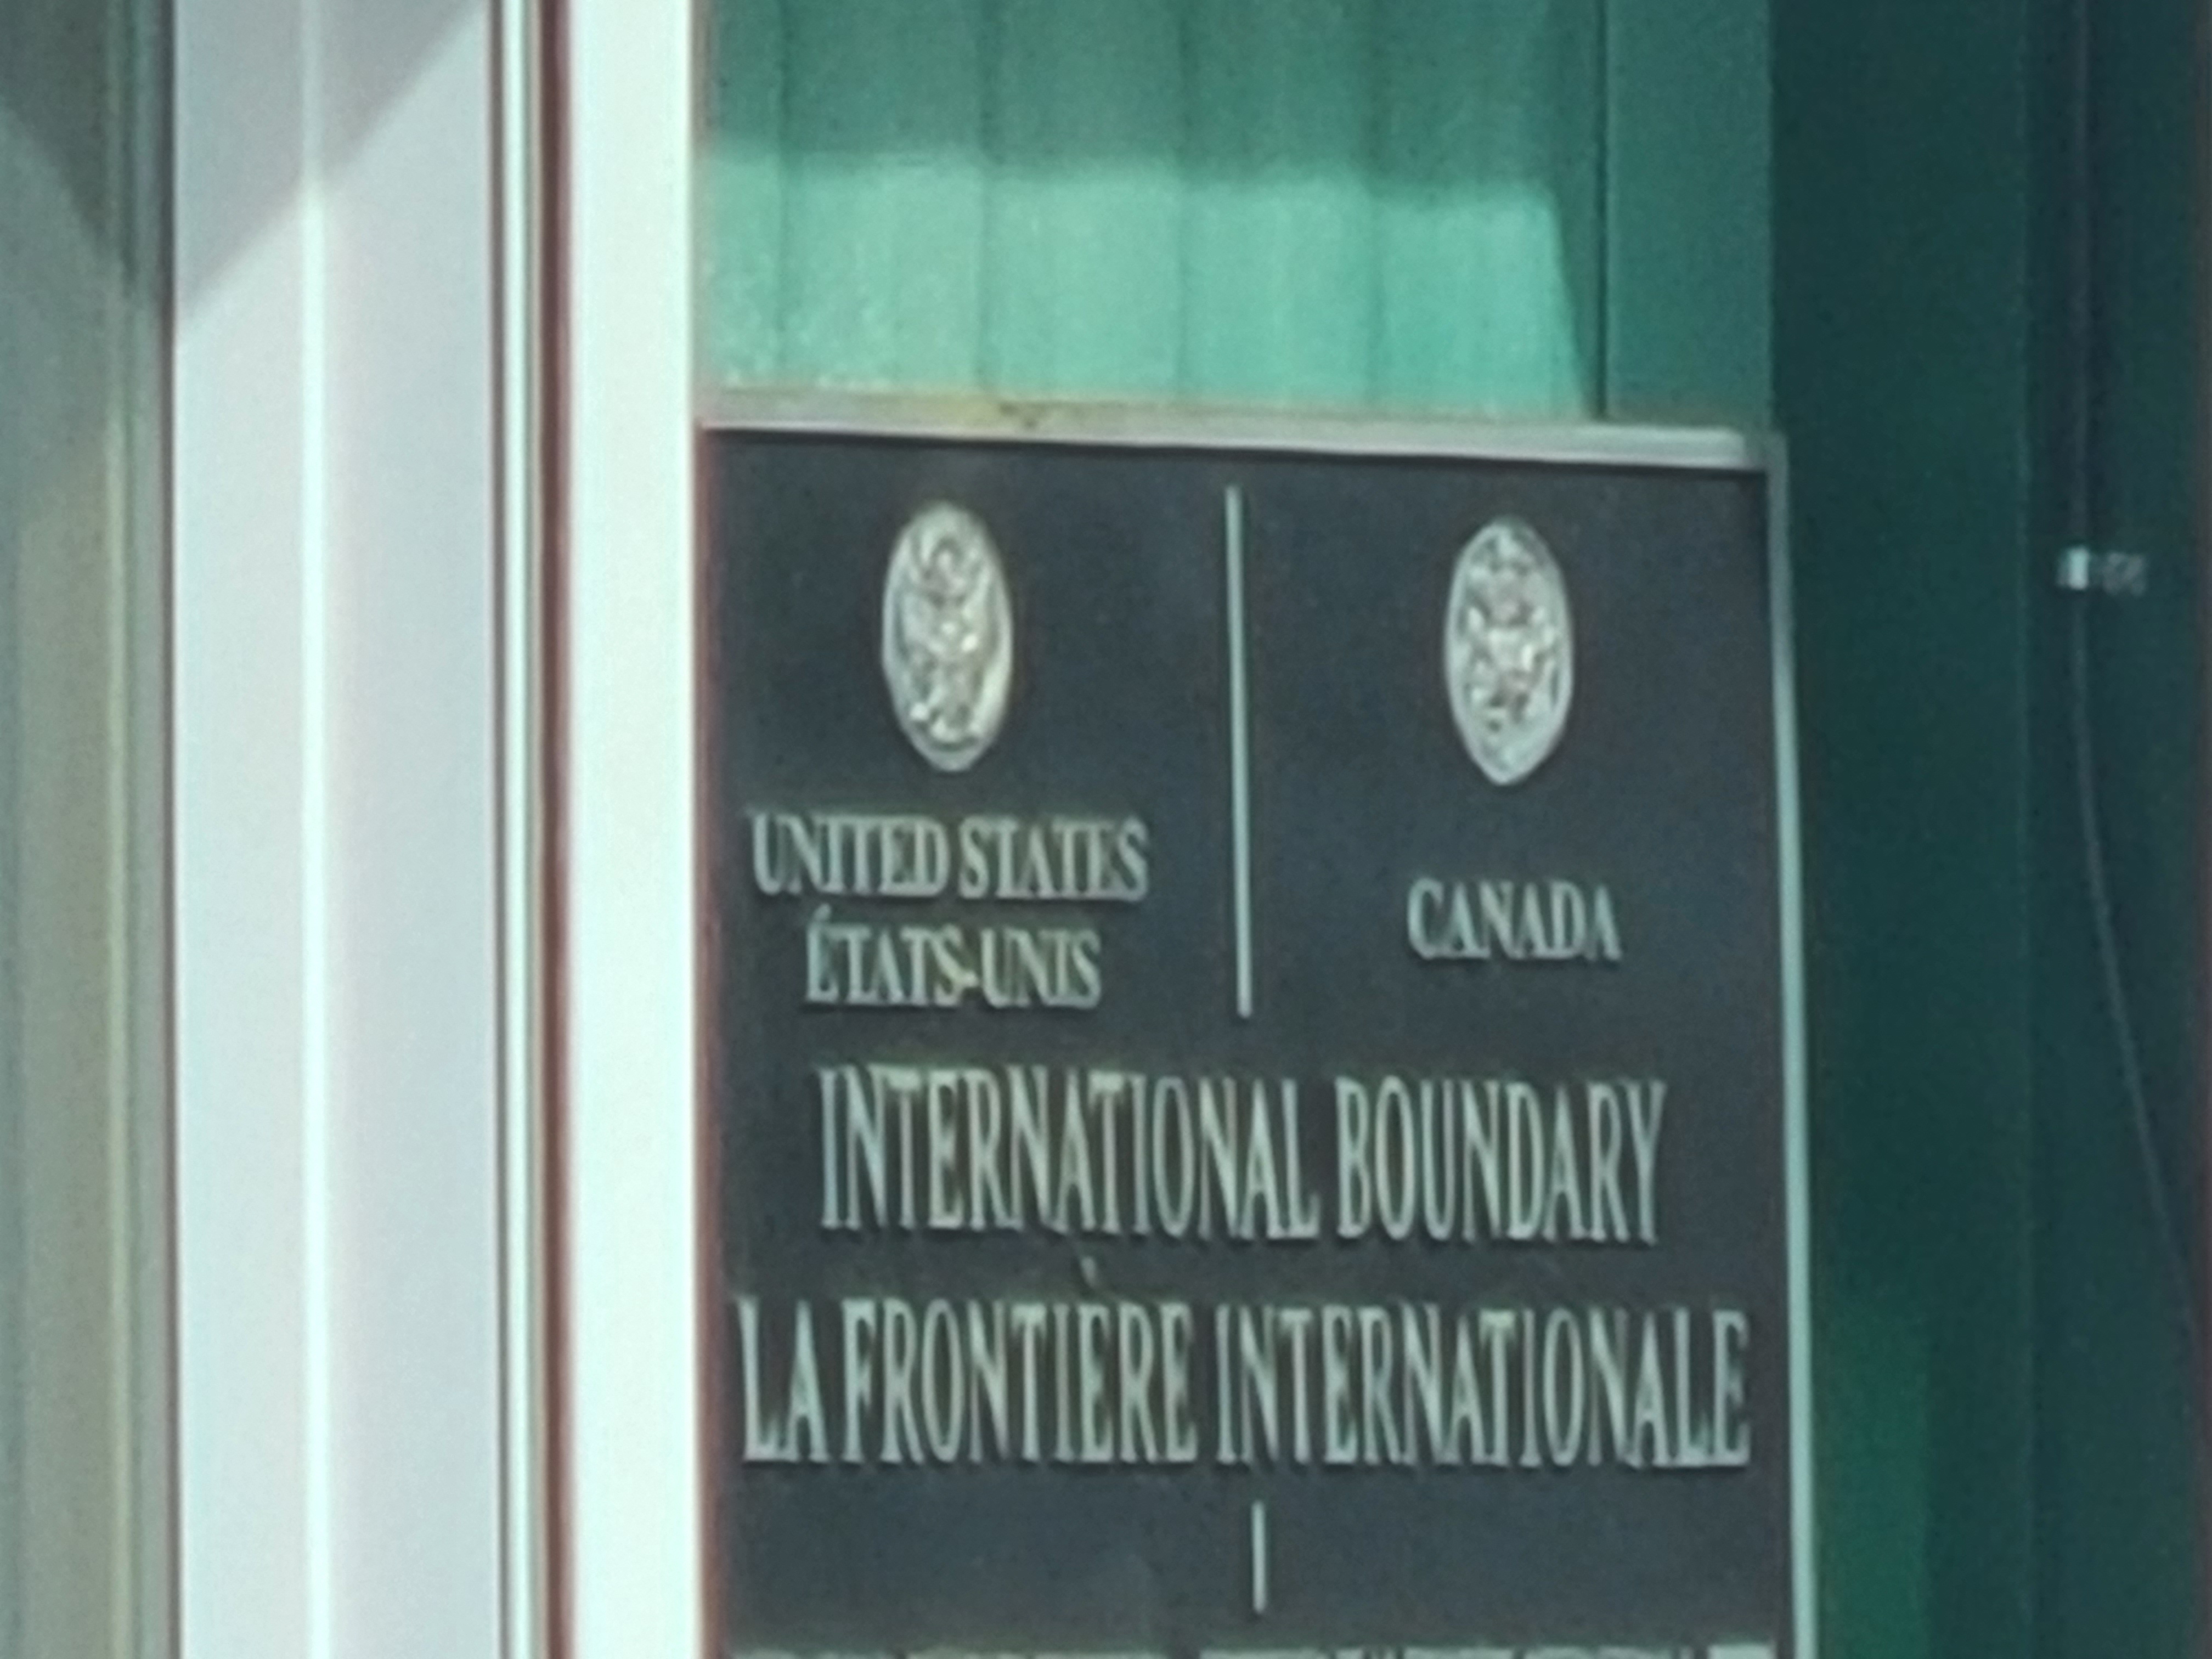 UNITED STATES
ÉTATS-UNIS
CANADA
INTERNATIONAL BOUNDARY
LA FRONTIÈRE INTERNATIONALE